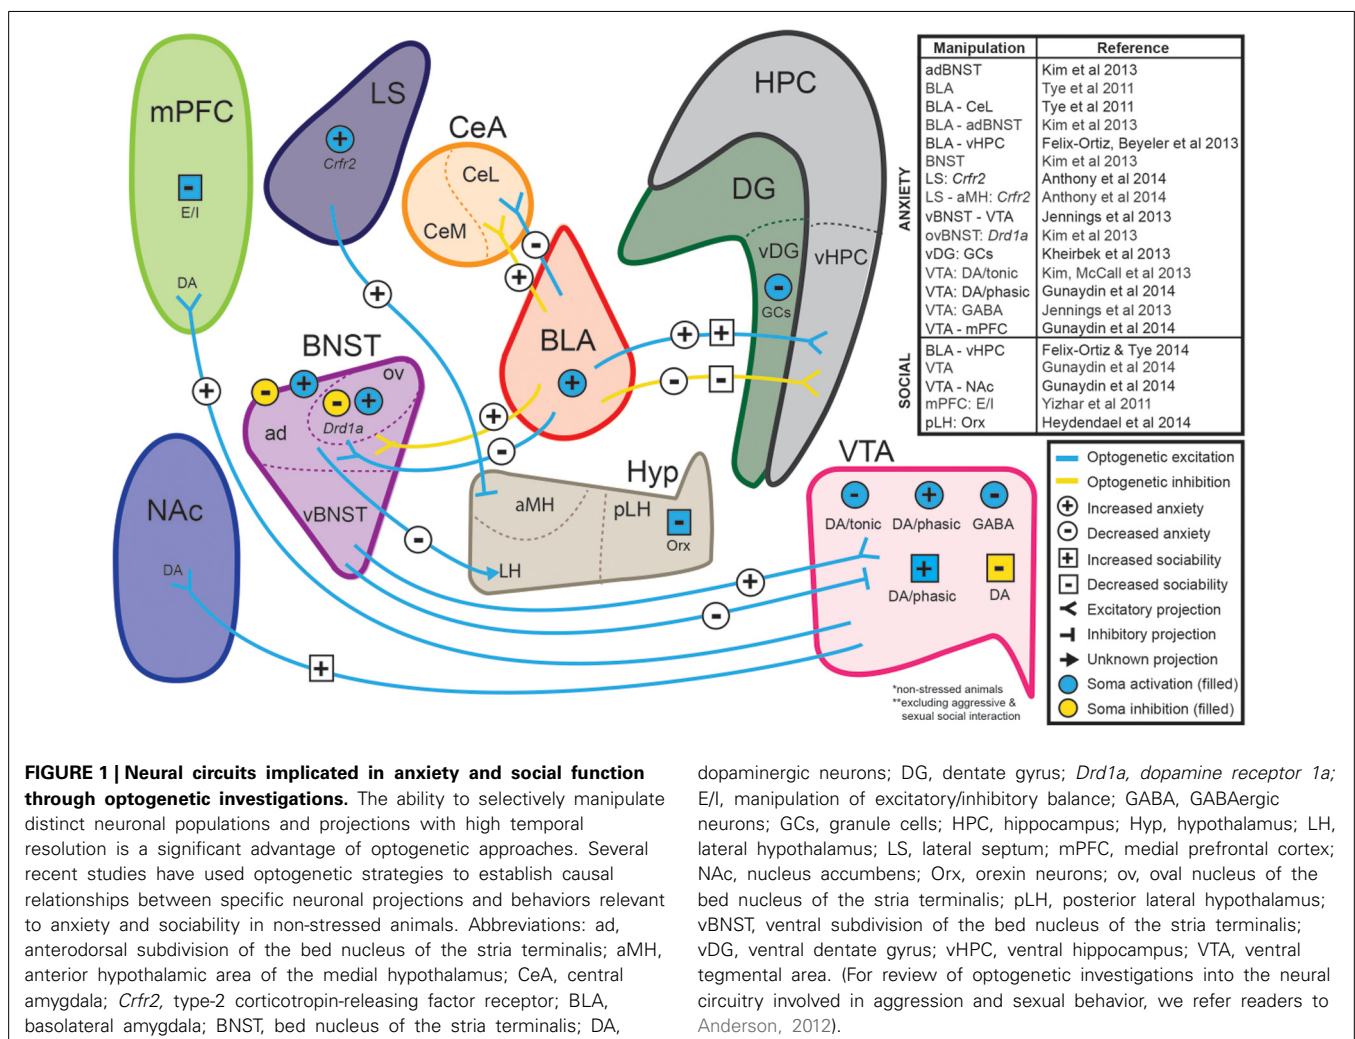 mPFC
E/I
DA
LS
Crfr2
CeA
CeL
CeM
HPC
DG
vDG
GCs
vHPC
BLA
BNST
ov
ad
Drd1a
vBNST
NAc
DA
Hyp
aMH
pLH
Orx
LH
VTA
DA/tonic DA/phasic GABA
DA/phasic DA
*non-stressed animals
**excluding aggressive &
sexual social interaction
Manipulation Reference
ANXIETY
adBNST Kim et al 2013
BLA Tye et al 2011
BLA - CeL Tye et al 2011
BLA - adBNST Kim et al 2013
BLA - vHPC Felix-Ortiz, Beyeler et al 2013
BNST Kim et al 2013
LS: Crfr2 Anthony et al 2014
LS - aMH: Crfr2 Anthony et al 2014
vBNST - VTA Jennings et al 2013
ovBNST: Drd1a Kim et al 2013
vDG: GCs Kheirbek et al 2013
VTA: DA/tonic Kim, McCall et al 2013
VTA: DA/phasic Gunaydin et al 2014
VTA: GABA Jennings et al 2013
VTA - mPFC Gunaydin et al 2014
SOCIAL
BLA - vHPC Felix-Ortiz & Tye 2014
VTA Gunaydin et al 2014
VTA - NAc Gunaydin et al 2014
mPFC: E/I Yizhar et al 2011
pLH: Orx Heydendael et al 2014
Optogenetic excitation
Optogenetic inhibition
+ Increased anxiety
- Decreased anxiety
+ Increased sociability
- Decreased sociability
Excitatory projection
Inhibitory projection
Unknown projection
Soma activation (filled)
Soma inhibition (filled)
FIGURE 1 | Neural circuits implicated in anxiety and social function
through optogenetic investigations. The ability to selectively manipulate
distinct neuronal populations and projections with high temporal
resolution is a significant advantage of optogenetic approaches. Several
recent studies have used optogenetic strategies to establish causal
relationships between specific neuronal projections and behaviors relevant
to anxiety and sociability in non-stressed animals. Abbreviations: ad,
anterodorsal subdivision of the bed nucleus of the stria terminalis; aMH,
anterior hypothalamic area of the medial hypothalamus; CeA, central
amygdala; Crfr2, type-2 corticotropin-releasing factor receptor; BLA,
basolateral amygdala; BNST, bed nucleus of the stria terminalis; DA,
dopaminergic neurons; DG, dentate gyrus; Drd1a, dopamine receptor 1a;
E/I, manipulation of excitatory/inhibitory balance; GABA, GABAergic
neurons; GCs, granule cells; HPC, hippocampus; Hyp, hypothalamus; LH,
lateral hypothalamus; LS, lateral septum; mPFC, medial prefrontal cortex;
NAc, nucleus accumbens; Orx, orexin neurons; ov, oval nucleus of the
bed nucleus of the stria terminalis; pLH, posterior lateral hypothalamus;
vBNST, ventral subdivision of the bed nucleus of the stria terminalis;
vDG, ventral dentate gyrus; vHPC, ventral hippocampus; VTA, ventral
tegmental area. (For review of optogenetic investigations into the neural
circuitry involved in aggression and sexual behavior, we refer readers to
Anderson, 2012).